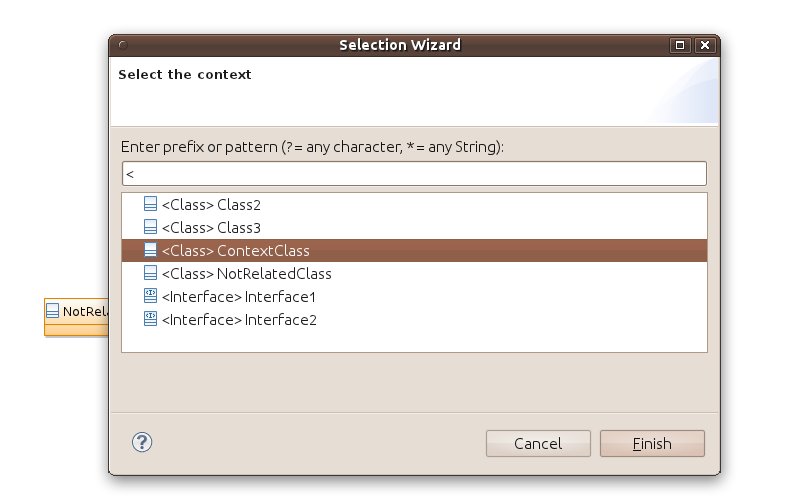 Selection Wizard
Select the context
Enter prefix or pattern (? = any character, * = any String):
<
<Class> Class2
<Class> Class3
<Class> ContextClass
<Class> NotRelatedClass
<Interface> Interface1
<Interface> Interface2
NotRel
?
Cancel
Finish